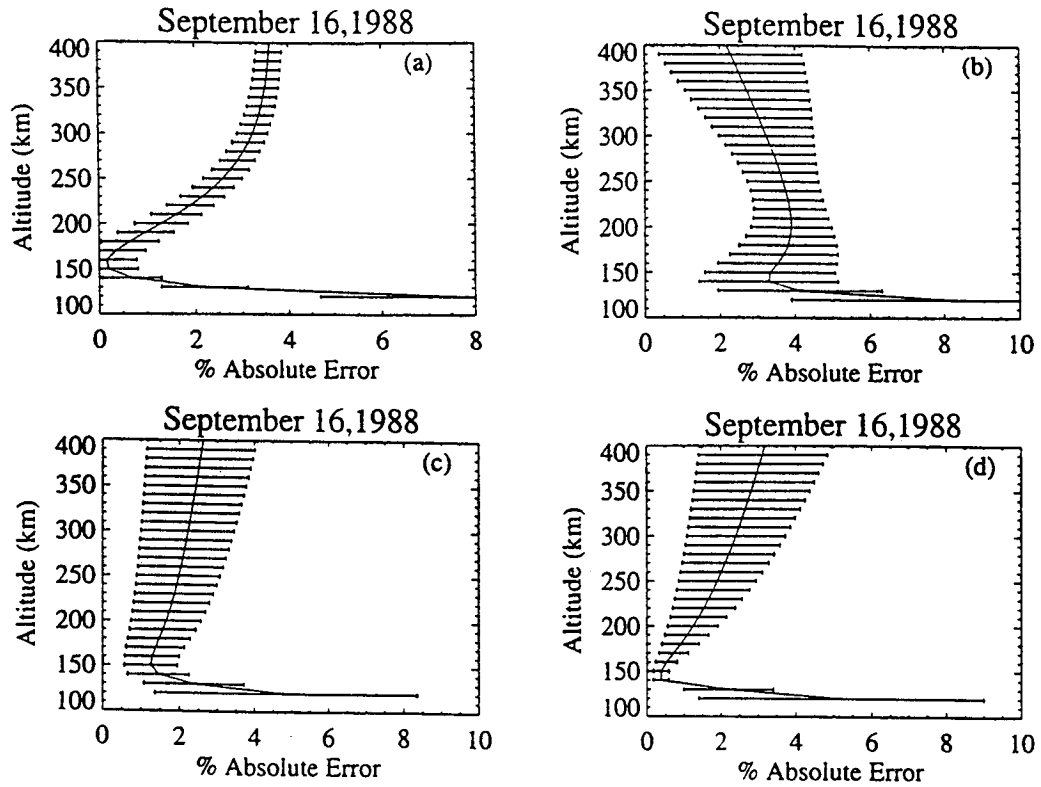 September 16,1988
(a)
400
350
300
250
200
150
100
Altitude (km)
0 2 4 6 8
% Absolute Error
September 16,1988
(b)
400
350
300
250
200
150
100
Altitude (km)
0 2 4 6 8 10
% Absolute Error
September 16,1988
(c)
400
350
300
250
200
150
100
Altitude (km)
0 2 4 6 8 10
% Absolute Error
September 16,1988
(d)
400
350
300
250
200
150
100
Altitude (km)
0 2 4 6 8 10
% Absolute Error